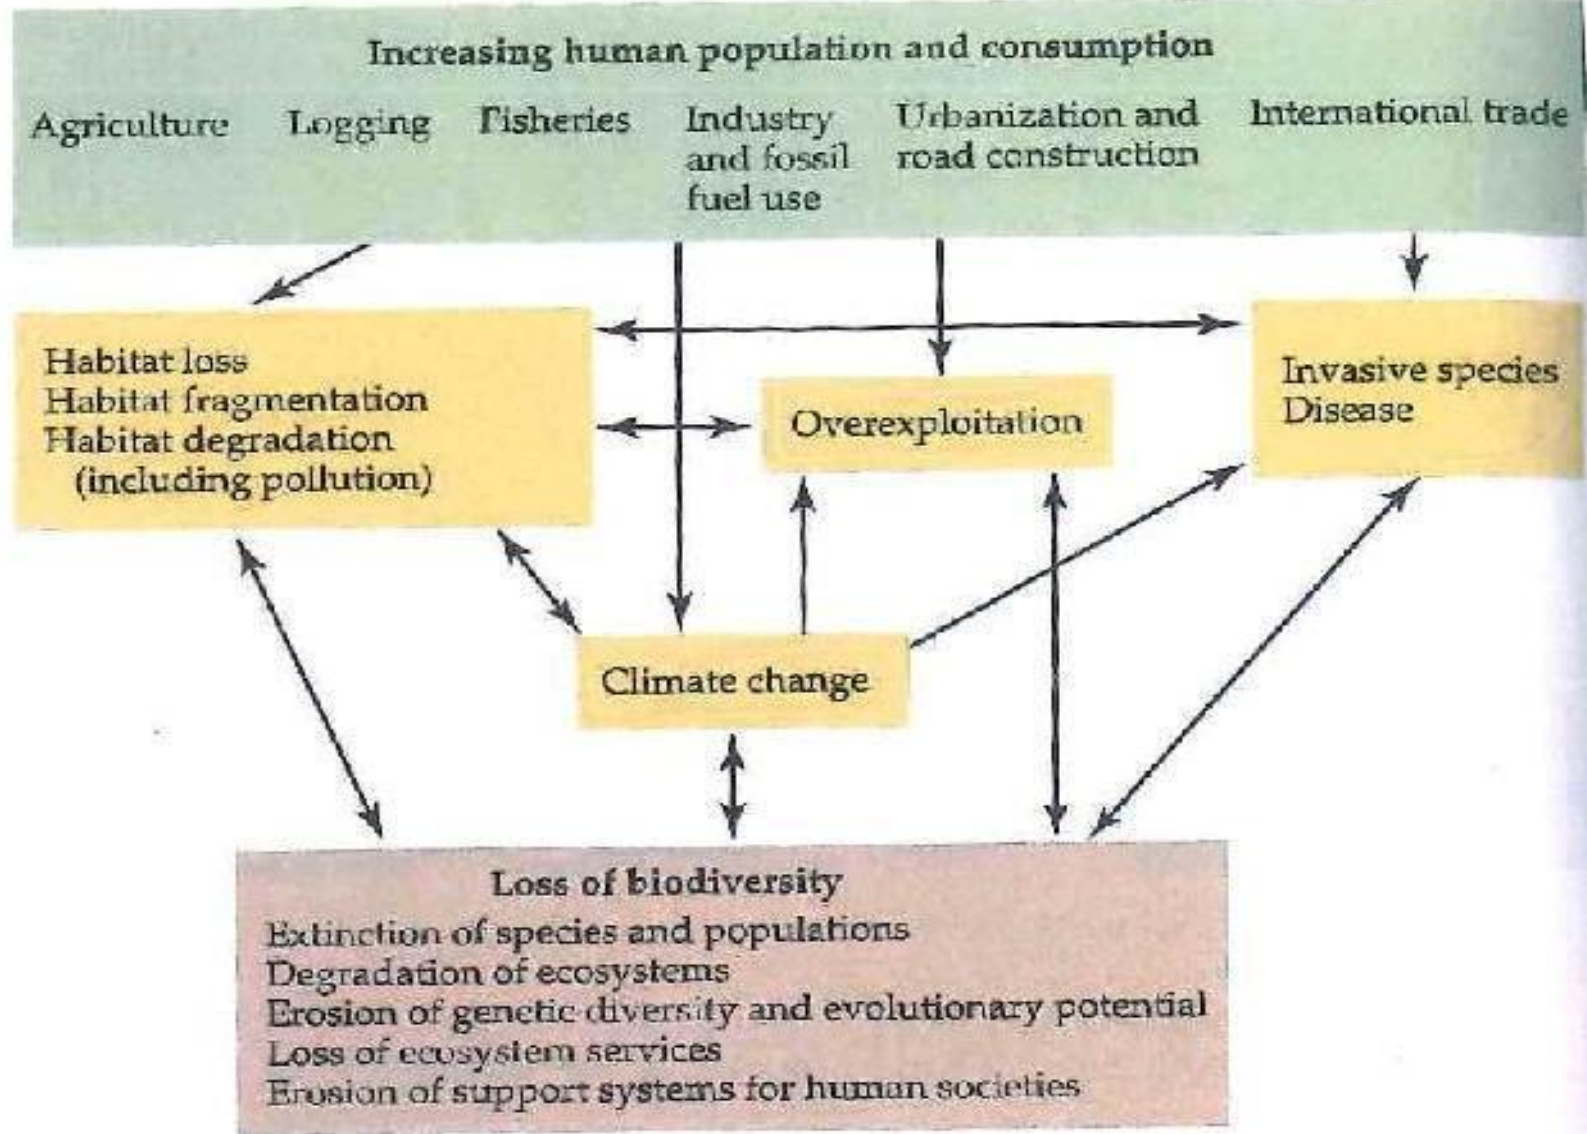 Increasing human population and consumption
Agriculture
Logging
Fisheries
Industry
and fossil
fuel use
Urbanization and
road construction
International trade
Habitat loss
Habitat fragmentation
Habitat degradation
(including pollution)
Overexploitation
Invasive species
Disease
Climate change
Loss of biodiversity
Extinction of species and populations
Degradation of ecosystems
Erosion of genetic diversity and evolutionary potential
Loss of ecosystem services
Erosion of support systems for human societies